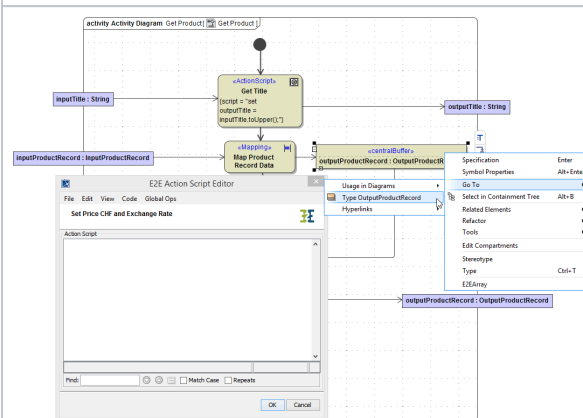 activity Activity Diagram Get Product [ Get Product ]
«ActionScript»
Get Title
{script = "set
outputTitle =
inputTitle.toUpper();"}
inputTitle : String
outputTitle : String
«Mapping»
Map Product
Record Data
inputProductRecord : InputProductRecord
«centralBuffer»
outputProductRecord : OutputProductR
Specification Enter
Symbol Properties Alt+Enter
Go To
Select in Containment Tree Alt+B
Related Elements
Refactor
Tools
Edit Compartments
Stereotype
Type Ctrl+T
E2EArray
Usage in Diagrams
Type OutputProductRecord
Hyperlinks
E2E Action Script Editor
File Edit View Code Global Ops
Set Price CHF and Exchange Rate
Action Script
Find: Match Case Repeats
OK Cancel
outputProductRecord : OutputProductRecord